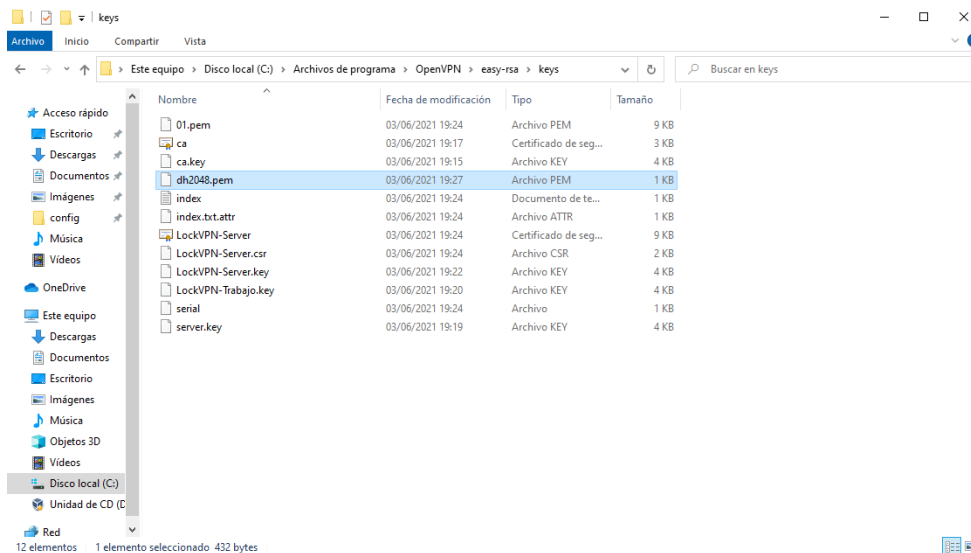 keys
Archivo Inicio Compartir Vista
Este equipo > Disco local (C:) > Archivos de programa > OpenVPN > easy-rsa > keys
Buscar en keys
Acceso rápido
Escritorio
Descargas
Documentos
Imágenes
config
Música
Vídeos
OneDrive
Este equipo
Descargas
Documentos
Escritorio
Imágenes
Música
Objetos 3D
Vídeos
Disco local (C:)
Unidad de CD (D
Red
Nombre Fecha de modificación Tipo Tamaño
01.pem 03/06/2021 19:24 Archivo PEM 9 KB
ca 03/06/2021 19:17 Certificado de seg... 3 KB
ca.key 03/06/2021 19:15 Archivo KEY 4 KB
dh2048.pem 03/06/2021 19:27 Archivo PEM 1 KB
index 03/06/2021 19:24 Documento de te... 1 KB
index.txt.attr 03/06/2021 19:24 Archivo ATTR 1 KB
LockVPN-Server 03/06/2021 19:24 Certificado de seg... 9 KB
LockVPN-Server.csr 03/06/2021 19:24 Archivo CSR 2 KB
LockVPN-Server.key 03/06/2021 19:22 Archivo KEY 4 KB
LockVPN-Trabajo.key 03/06/2021 19:20 Archivo KEY 4 KB
serial 03/06/2021 19:24 Archivo 1 KB
server.key 03/06/2021 19:19 Archivo KEY 4 KB
12 elementos 1 elemento seleccionado 432 bytes